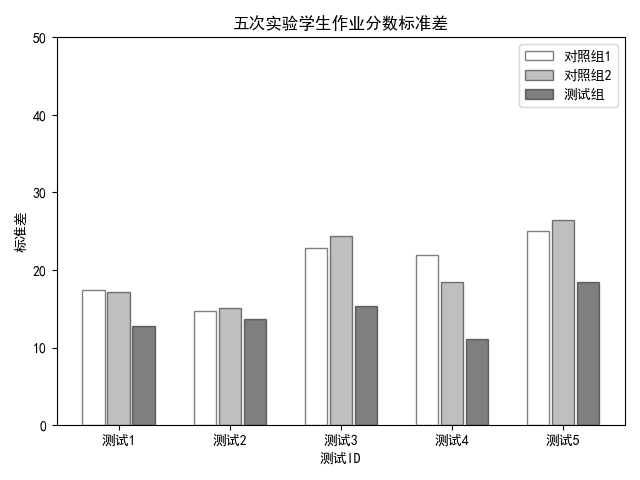 五次实验学生作业分数标准差
对照组1
对照组2
测试组
标准差
50
40
30
20
10
0
测试1
测试2
测试3
测试4
测试5
测试ID